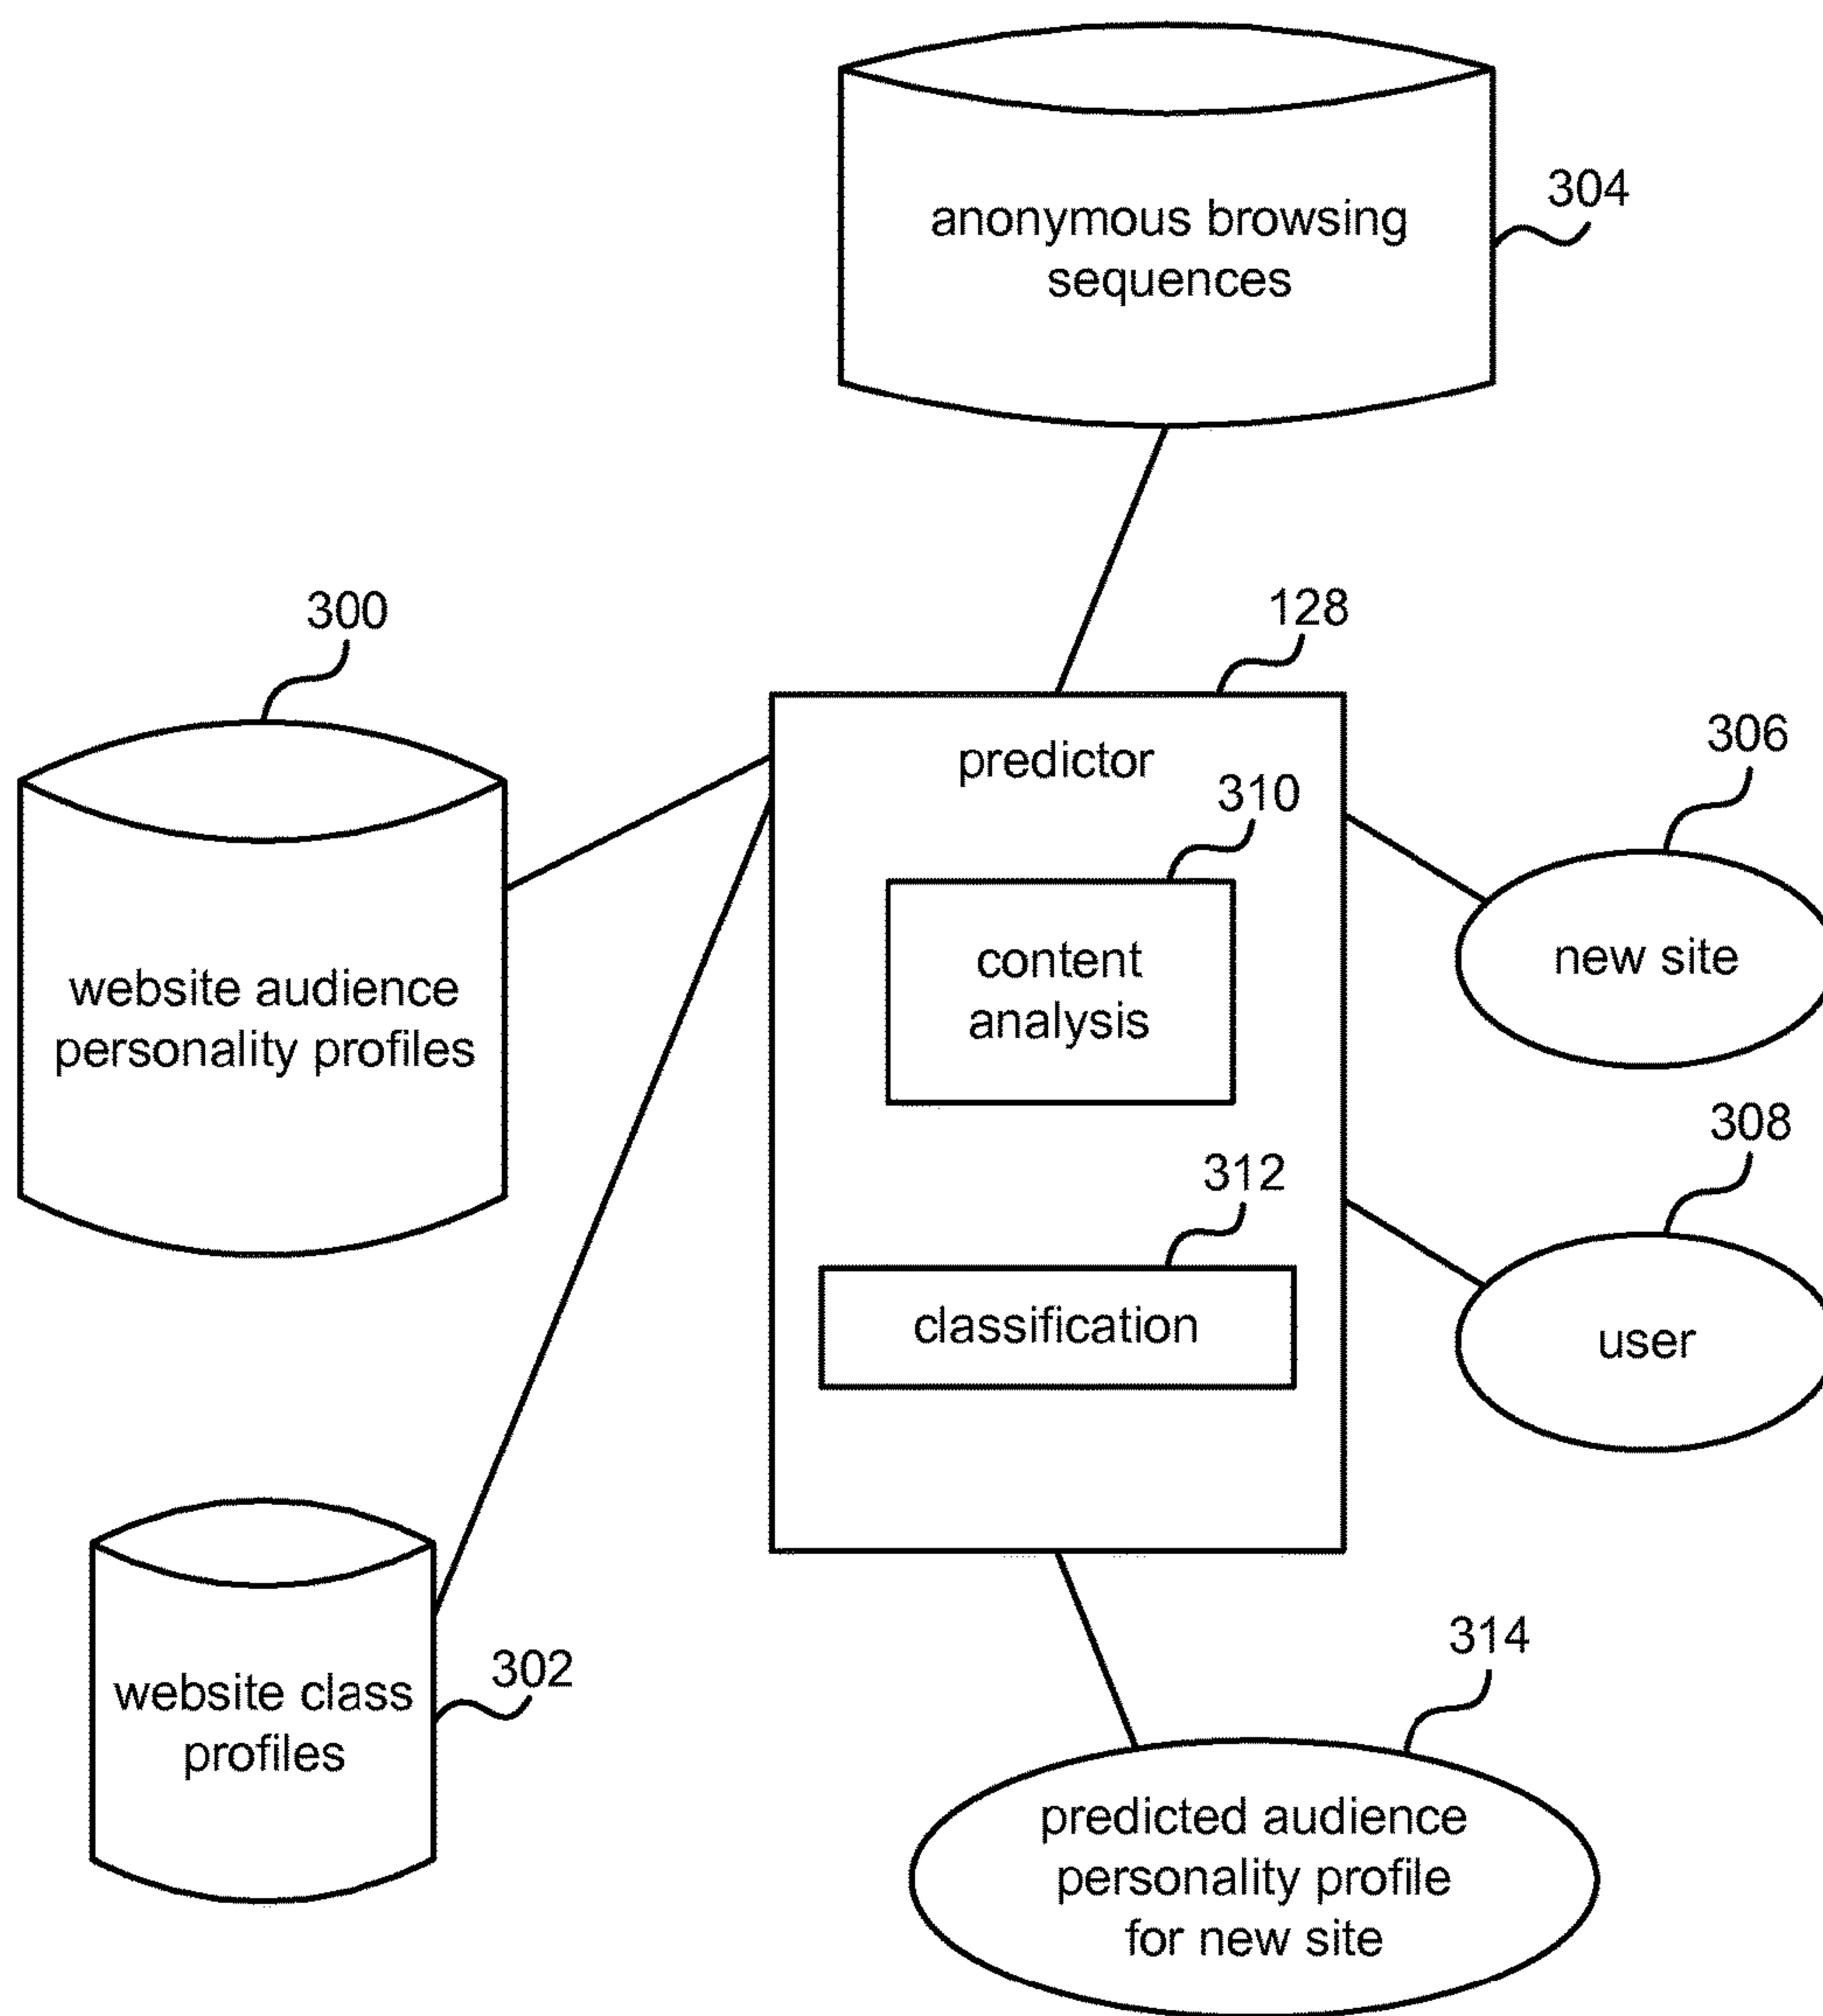 anonymous browsing
sequences
304
300
128
predictor
306
310
website audience
personality profiles
content
analysis
new site
308
312
classification
user
website class
profiles
302
314
predicted audience
personality profile
for new site